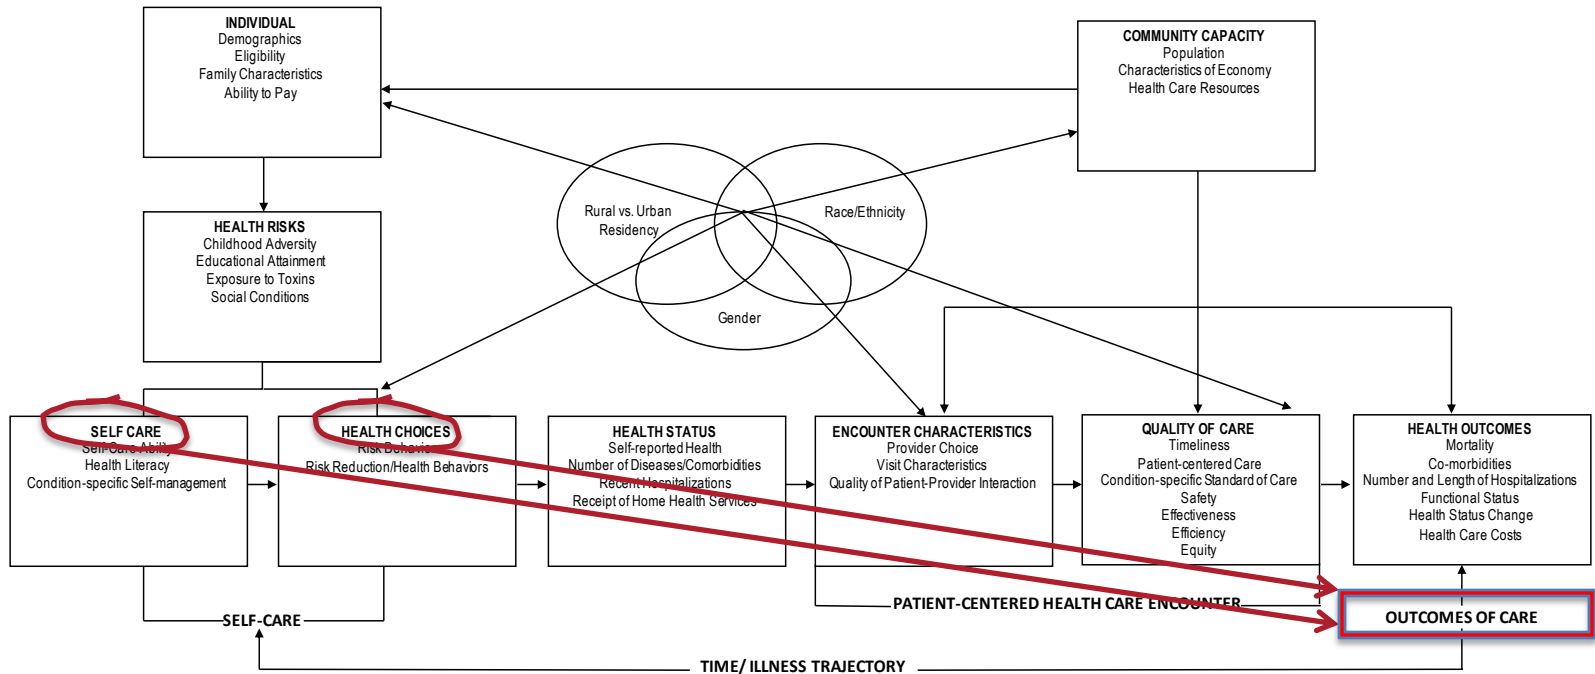 INDIVIDUAL
Demographics
Eligibility
Family Characteristics
Ability to Pay
COMMUNITY CAPACITY
Population
Characteristics of Economy
Health Care Resources
Rural vs. Urban
Residency
Race/Ethnicity
Gender
HEALTH RISKS
Childhood Adversity
Educational Attainment
Exposure to Toxins
Social Conditions
SELF CARE
Self-Care Ability
Health Literacy
Condition-specific Self-management
HEALTH CHOICES
Risk Behaviors
Risk Reduction/Health Behaviors
HEALTH STATUS
Self-reported Health
Number of Diseases/Comorbidities
Recent Hospitalizations
Receipt of Home Health Services
ENCOUNTER CHARACTERISTICS
Provider Choice
Visit Characteristics
Quality of Patient-Provider Interaction
QUALITY OF CARE
Timeliness
Patient-centered Care
Condition-specific Standard of Care
Safety
Effectiveness
Efficiency
Equity
HEALTH OUTCOMES
Mortality
Co-morbidities
Number and Length of Hospitalizations
Functional Status
Health Status Change
Health Care Costs
SELF-CARE
PATIENT-CENTERED HEALTH CARE ENCOUNTER
OUTCOMES OF CARE
TIME/ ILLNESS TRAJECTORY